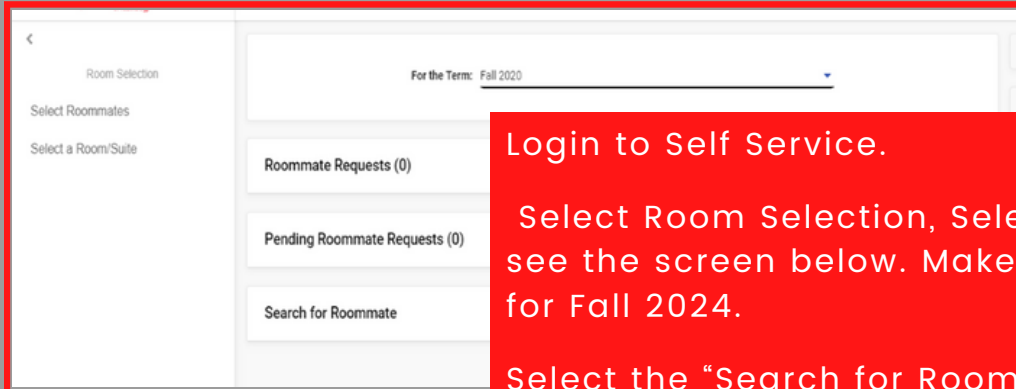 Room Selection
Select Roommates
Select a Room/Suite
For the Term: Fall 2020
Roommate Requests (0)
Pending Roommate Requests (0)
Search for Roommate
Login to Self Service.
Select Room Selection, Sele
see the screen below. Make
for Fall 2024.
Select the “Search for Room